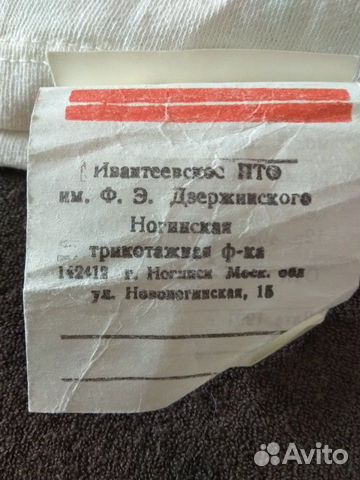 Ивантеевское ПТО
им. Ф. Э. Дзержинского
Ногинская
трикотажная ф-ка
142412 г. Ногинск Моск. обл
ул. Новоногинская, 15
Avito